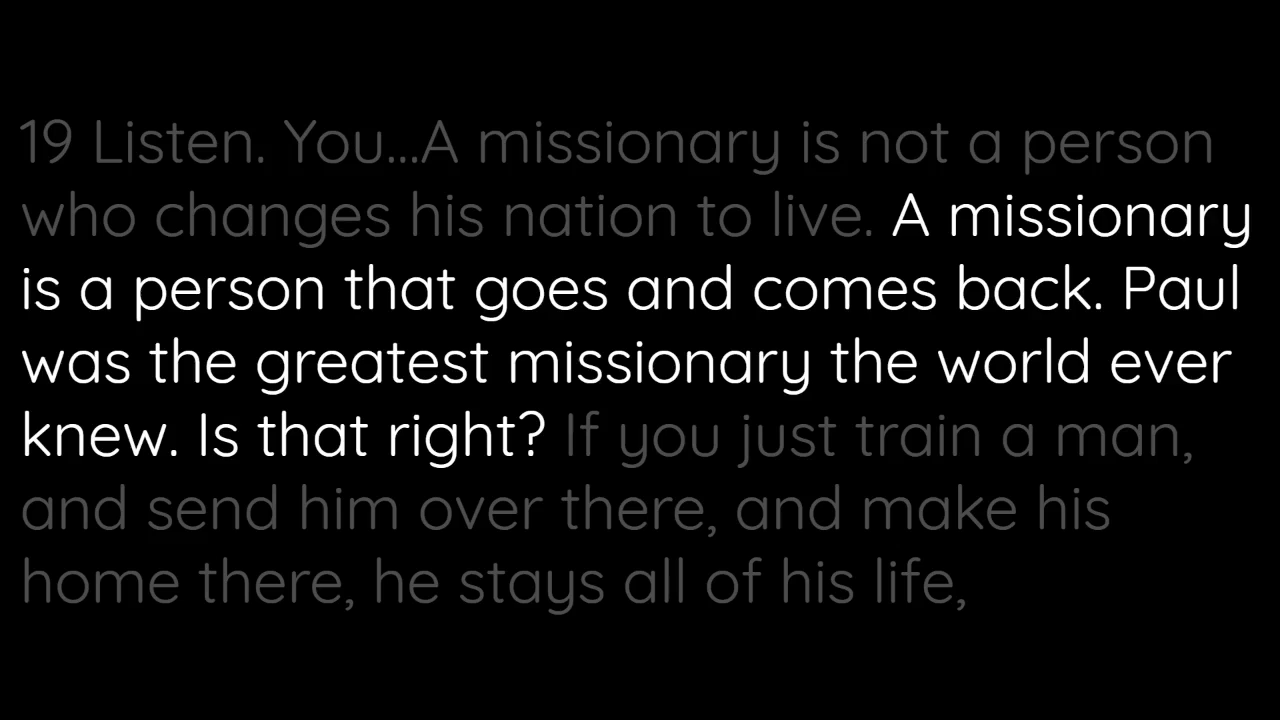 19 Listen. You...A missionary is not a person
who changes his nation to live. A missionary
is a person that goes and comes back. Paul
was the greatest missionary the world ever
knew. Is that right? If you just train a man,
and send him over there, and make his
home there, he stays all of his life,